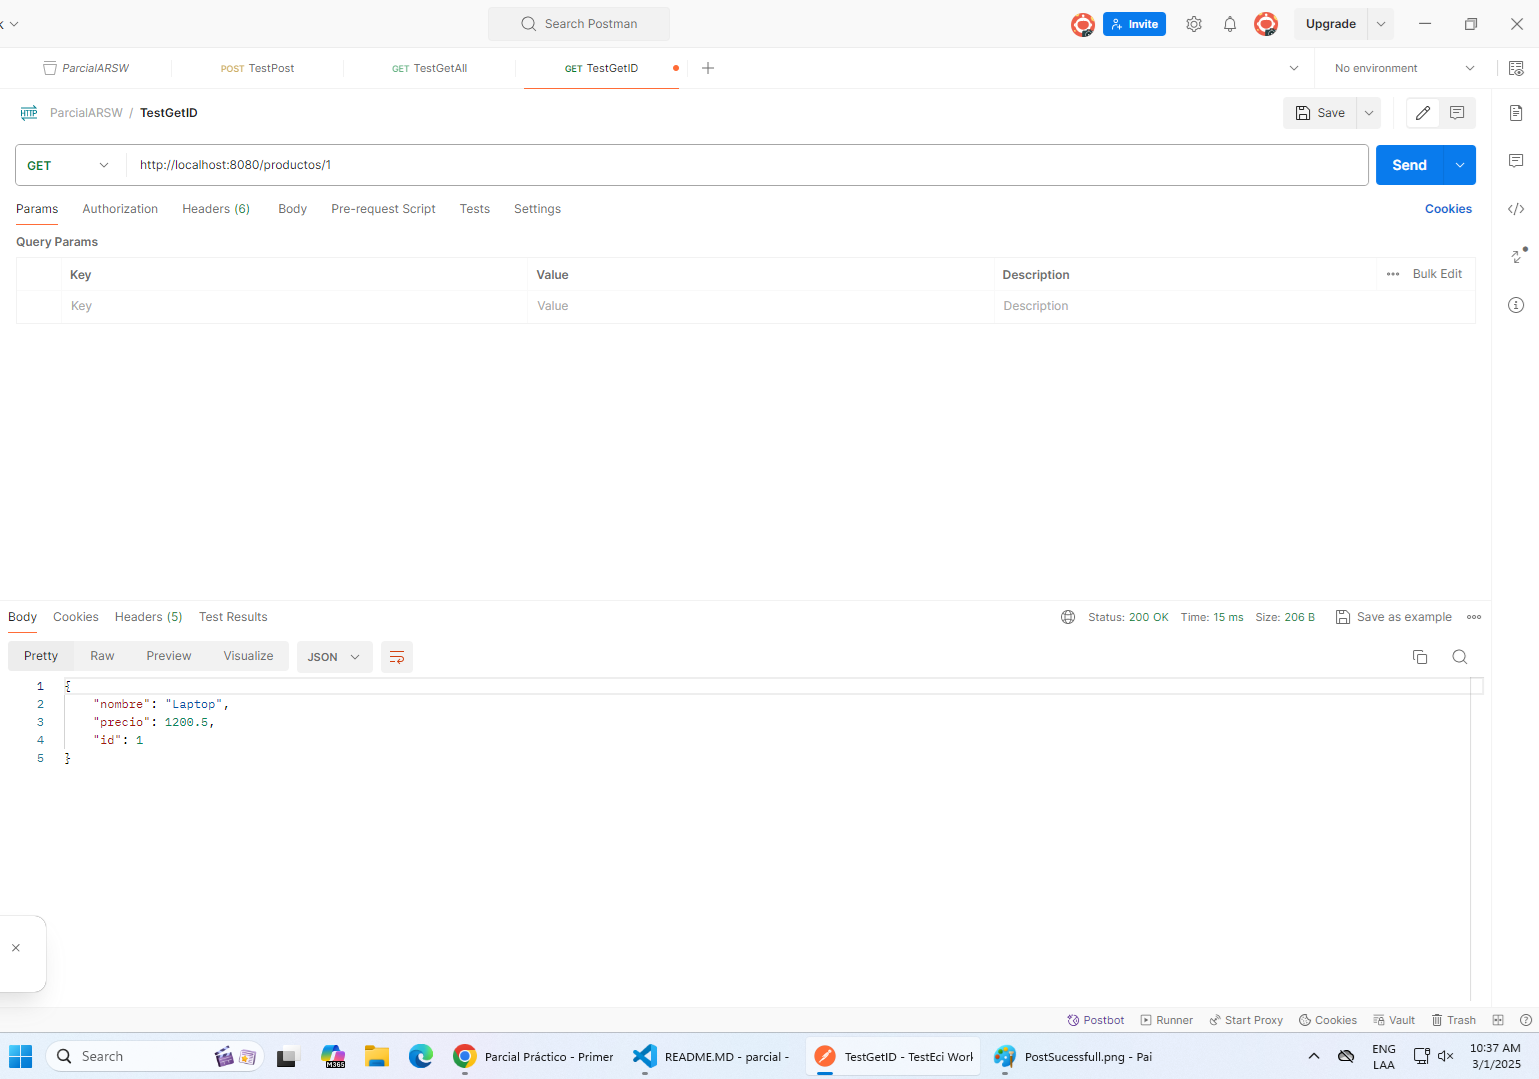 Search Postman
Invite
Upgrade
ParcialARSW
POST TestPost
GET TestGetAll
GET TestGetID
No environment
HTTP ParcialARSW / TestGetID
Save
GET
http://localhost:8080/productos/1
Send
Params
Authorization
Headers (6)
Body
Pre-request Script
Tests
Settings
Cookies
Query Params
Key
Value
Description
Bulk Edit
Key
Value
Description
Body
Cookies
Headers (5)
Test Results
Status: 200 OK
Time: 15 ms
Size: 206 B
Save as example
Pretty
Raw
Preview
Visualize
JSON
1 {
2 "nombre": "Laptop",
3 "precio": 1200.5,
4 "id": 1
5 }
Postbot
Runner
Start Proxy
Cookies
Vault
Trash
Search
M365
Parcial Práctico - Primer
README.MD - parcial -
TestGetID - TestEci Work
PostSucessfull.png - Pai
ENG
LAA
10:37 AM
3/1/2025